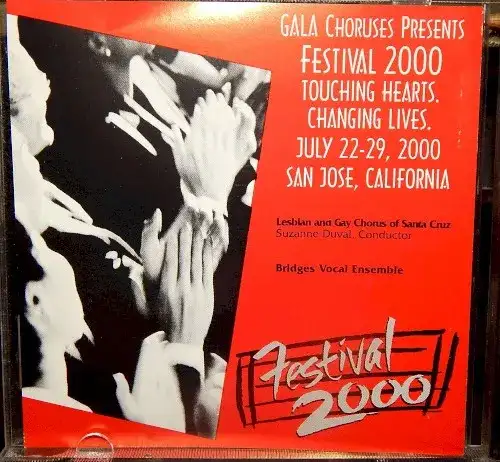 GALA CHORUSES PRESENTS
FESTIVAL 2000
TOUCHING HEARTS.
CHANGING LIVES.
JULY 22-29, 2000
SAN JOSE, CALIFORNIA
Lesbian and Gay Chorus of Santa Cruz
Suzanne Duval, Conductor
Bridges Vocal Ensemble
Festival
2000